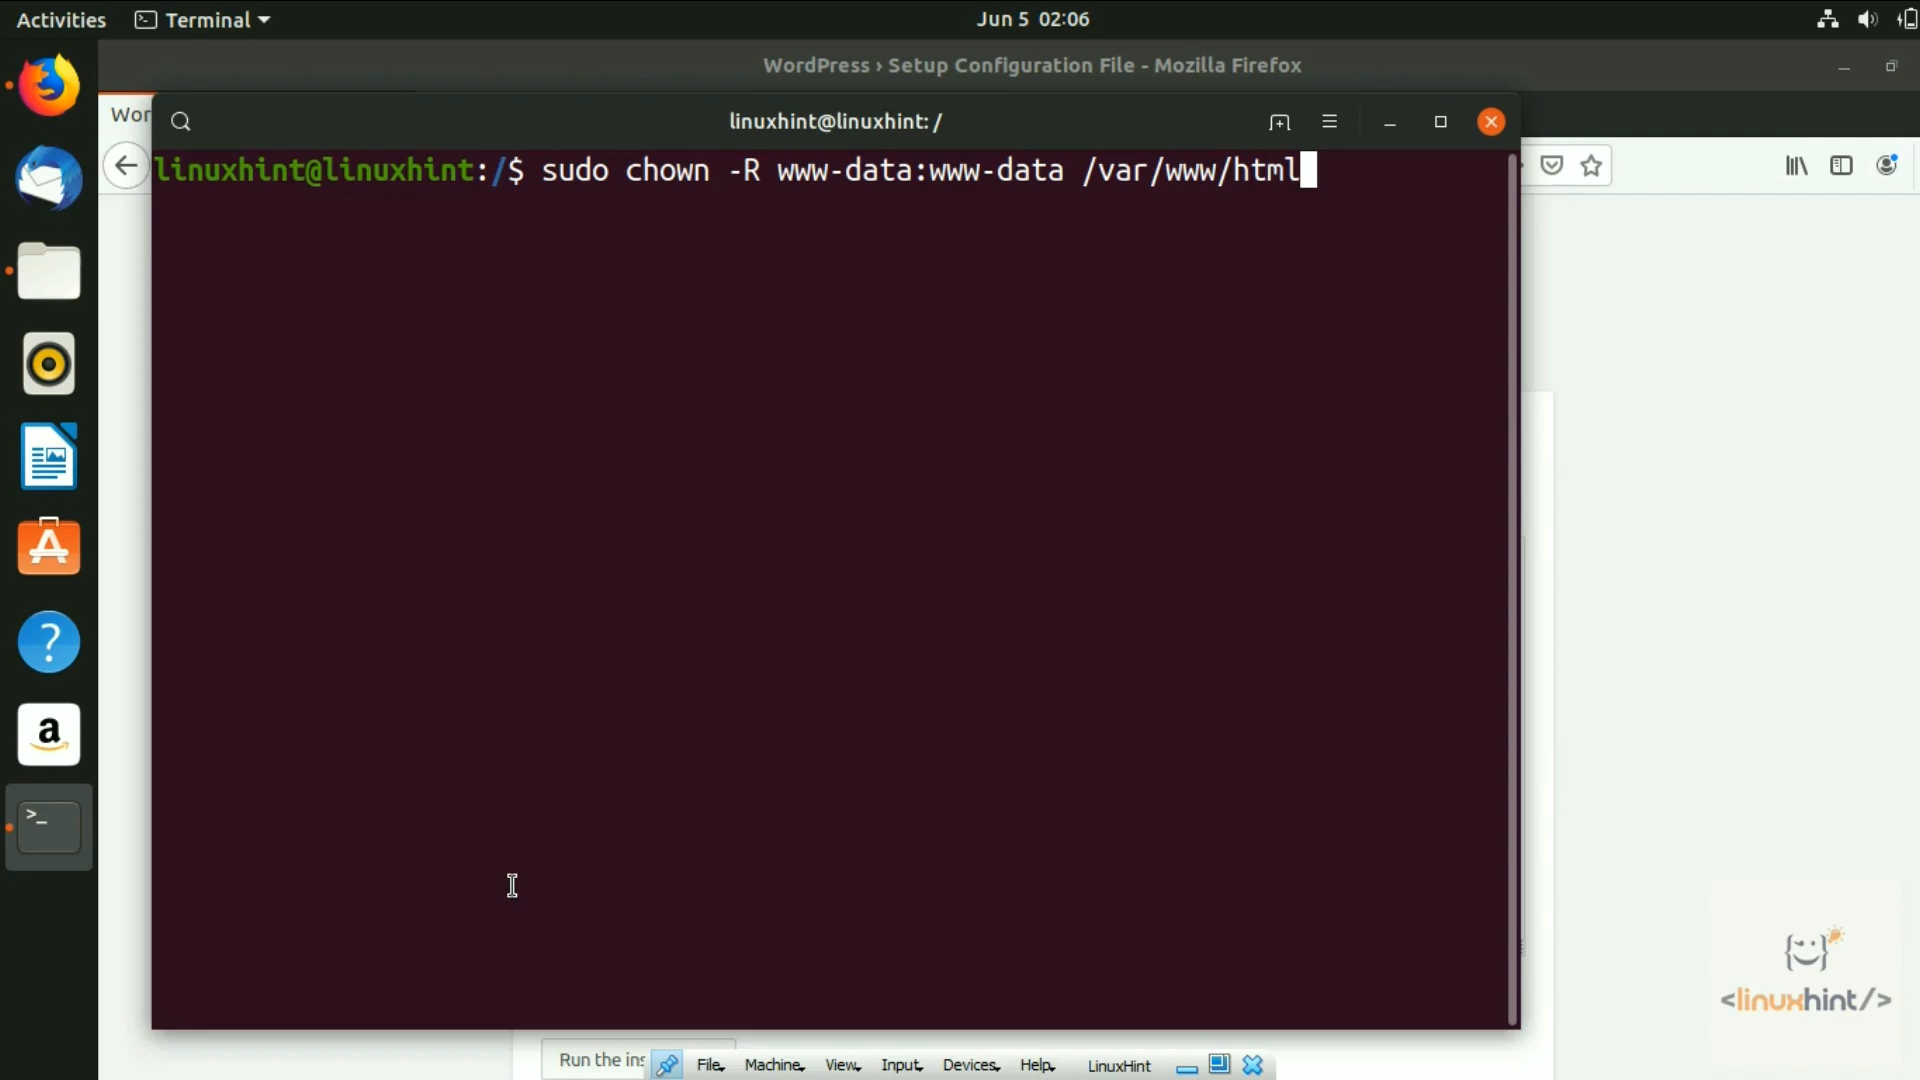 Activities Terminal Jun 5 02:06
WordPress › Setup Configuration File - Mozilla Firefox
Wor
linuxhint@linuxhint: /
linuxhint@linuxhint:/$ sudo chown -R www-data:www-data /var/www/html
a
<linuxhint/>
Run the ins
File Machine View Input Devices Help LinuxHint